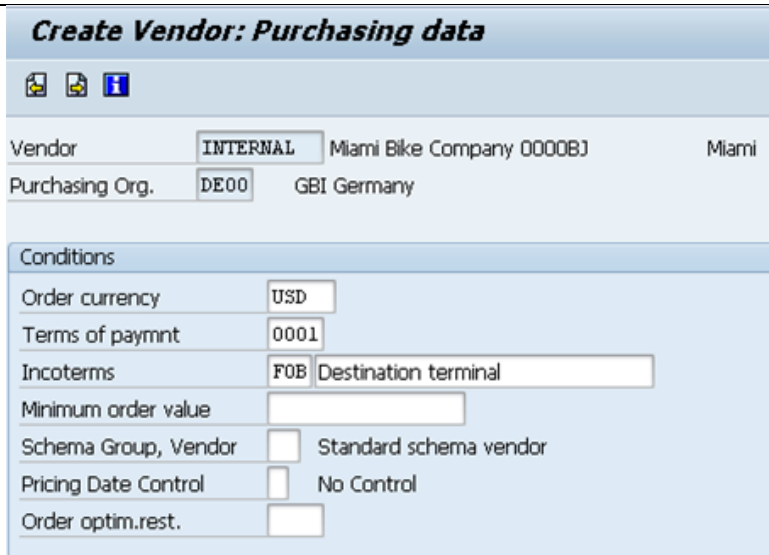 Create Vendor: Purchasing data
Vendor INTERNAL Miami Bike Company 0000BJ Miami
Purchasing Org. DE00 GBI Germany
Conditions
Order currency USD
Terms of paymnt 0001
Incoterms FOB Destination terminal
Minimum order value
Schema Group, Vendor Standard schema vendor
Pricing Date Control No Control
Order optim.rest.